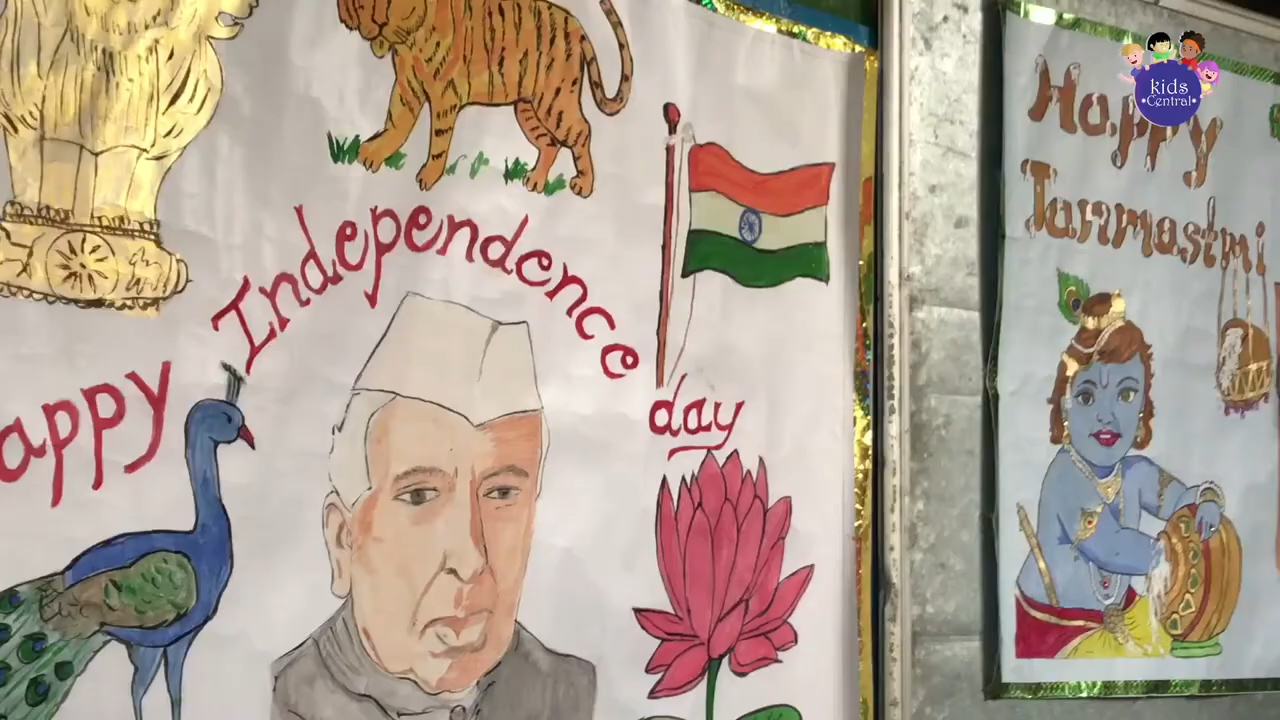 appy
Independence
day
Happy
Janmastmi
kids
Central